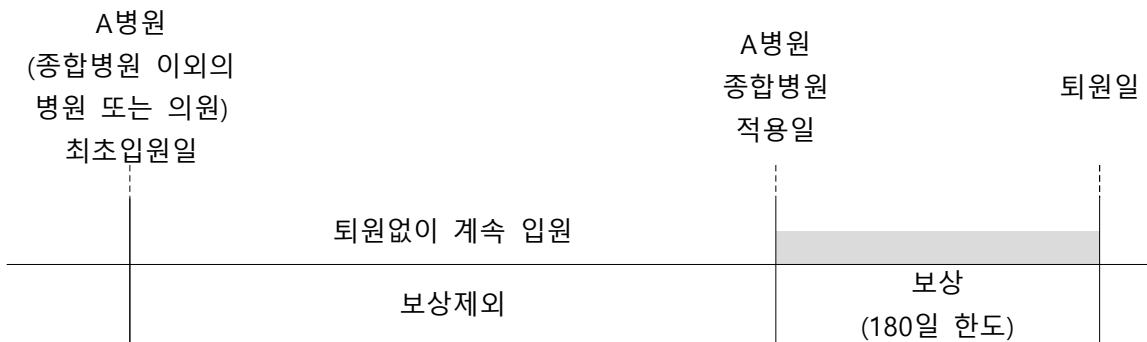 A병원
(종합병원 이외의
병원 또는 의원)
최초입원일
A병원
종합병원
적용일
퇴원일
퇴원없이 계속 입원
보상제외
보상
(180일 한도)